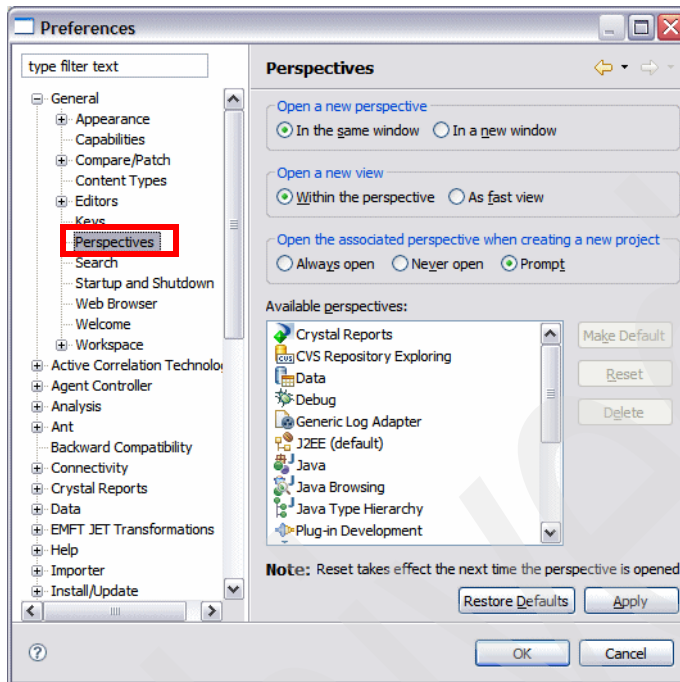 Preferences
type filter text
General
Appearance
Capabilities
Compare/Patch
Content Types
Editors
Keys
Perspectives
Search
Startup and Shutdown
Web Browser
Welcome
Workspace
Active Correlation Technolo
Agent Controller
Analysis
Ant
Backward Compatibility
Connectivity
Crystal Reports
Data
EMFT JET Transformations
Help
Importer
Install/Update
Perspectives
Open a new perspective
In the same window In a new window
Open a new view
Within the perspective As fast view
Open the associated perspective when creating a new project
Always open Never open Prompt
Available perspectives:
Crystal Reports
CVS Repository Exploring
Data
Debug
Generic Log Adapter
J2EE (default)
Java
Java Browsing
Java Type Hierarchy
Plug-in Development
Make Default
Reset
Delete
Note: Reset takes effect the next time the perspective is opened
Restore Defaults Apply
OK Cancel